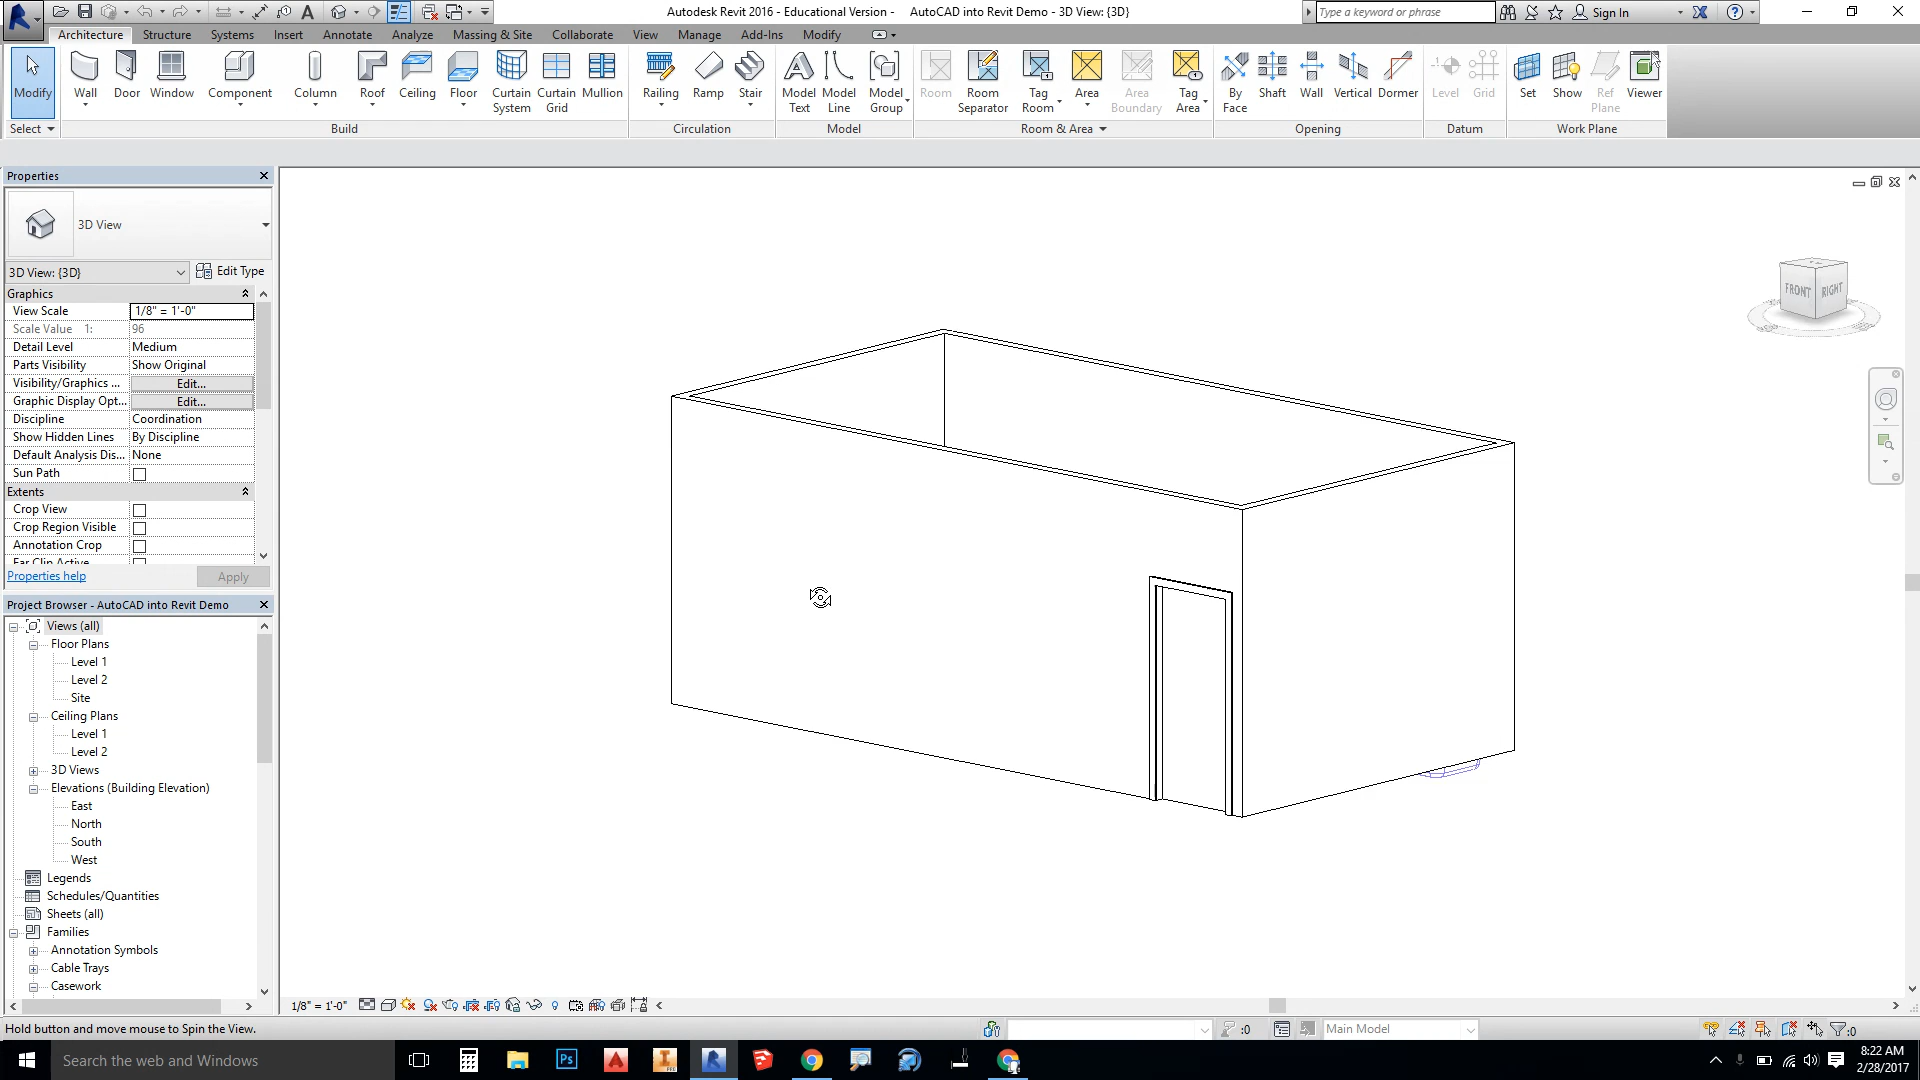 Autodesk Revit 2016 - Educational Version -    AutoCAD into Revit Demo - 3D View: {3D}
Type a keyword or phrase
Sign In
Architecture Structure Systems Insert Annotate Analyze Massing & Site Collaborate View Manage Add-Ins Modify
Modify Wall Door Window Component Column Roof Ceiling Floor Curtain System Curtain Grid Mullion Railing Ramp Stair Model Text Model Line Model Group Room Room Separator Tag Room Area Area Boundary Tag Area By Face Shaft Wall Vertical Dormer Level Grid Set Show Ref Plane Viewer
Select Build Circulation Model Room & Area Opening Datum Work Plane
Properties
3D View
3D View: {3D} Edit Type
Graphics
View Scale 1/8" = 1'-0"
Scale Value 1: 96
Detail Level Medium
Parts Visibility Show Original
Visibility/Graphics ... Edit...
Graphic Display Opt... Edit...
Discipline Coordination
Show Hidden Lines By Discipline
Default Analysis Dis... None
Sun Path
Extents
Crop View
Crop Region Visible
Annotation Crop
Far Clip Active
Properties help Apply
FRONT RIGHT
Project Browser - AutoCAD into Revit Demo
Views (all)
Floor Plans
Level 1
Level 2
Site
Ceiling Plans
Level 1
Level 2
3D Views
Elevations (Building Elevation)
East
North
South
West
Legends
Schedules/Quantities
Sheets (all)
Families
Annotation Symbols
Cable Trays
Casework
1/8" = 1'-0"
Hold button and move mouse to Spin the View.
:0
Main Model
:0
Search the web and Windows
Ps
8:22 AM
2/28/2017